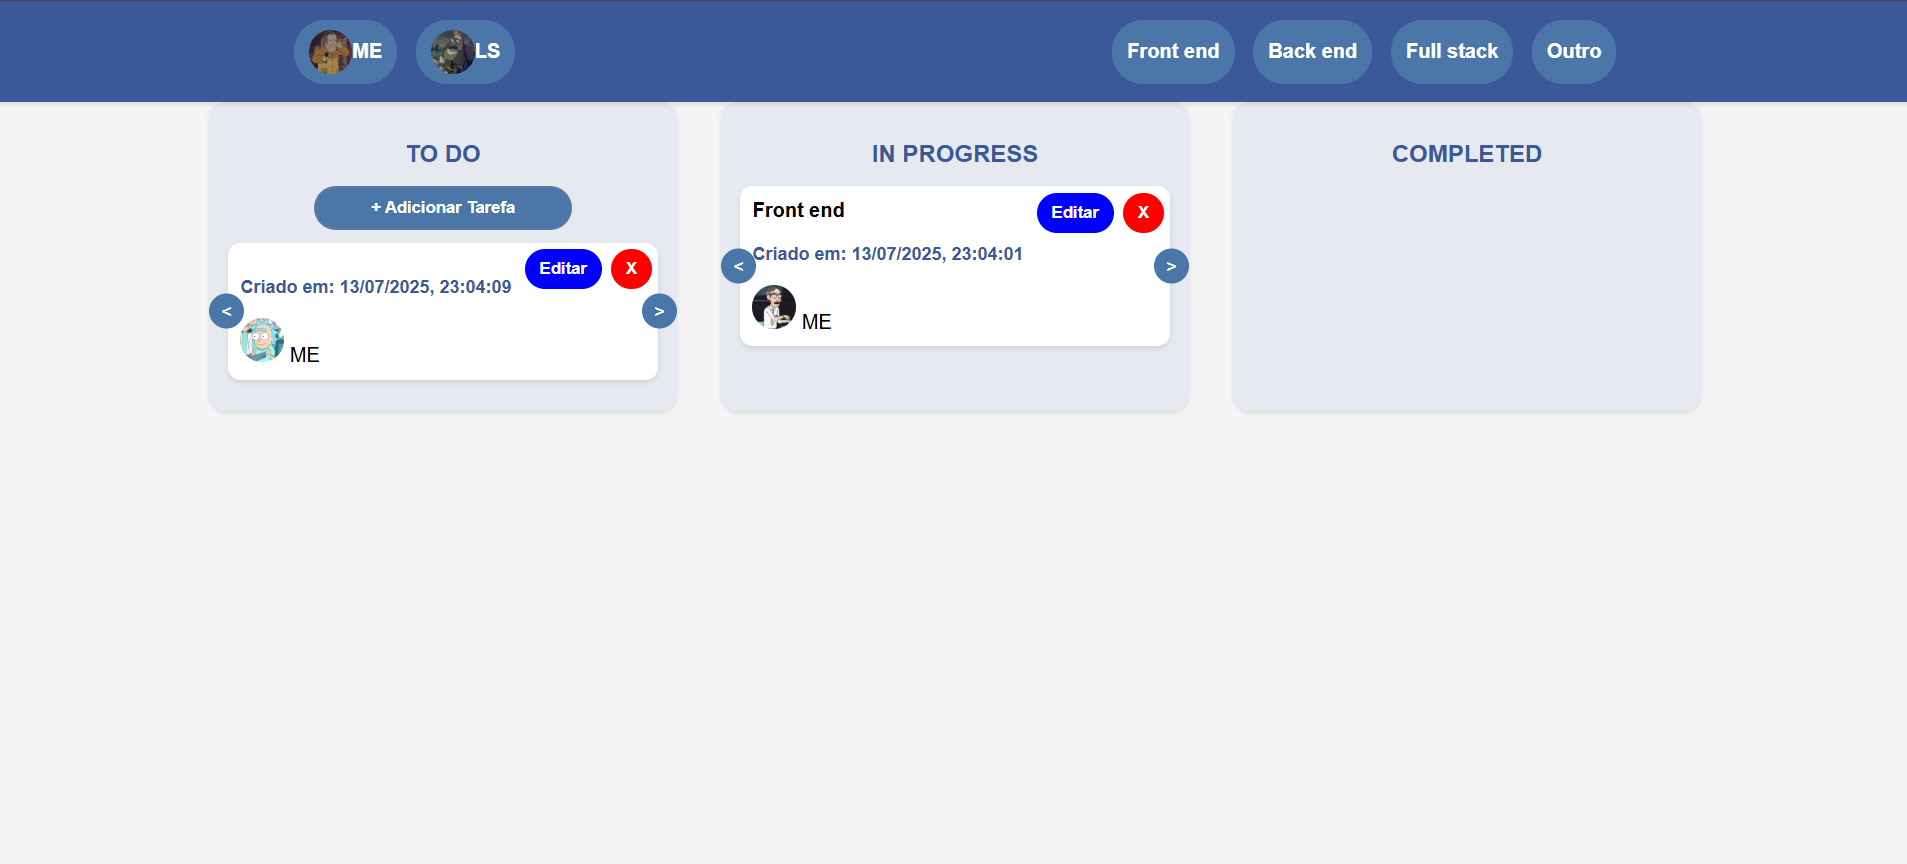 ME LS Front end Back end Full stack Outro
TO DO
+ Adicionar Tarefa
Editar X
Criado em: 13/07/2025, 23:04:09
< >
ME
IN PROGRESS
Front end Editar X
Criado em: 13/07/2025, 23:04:01
< >
ME
COMPLETED